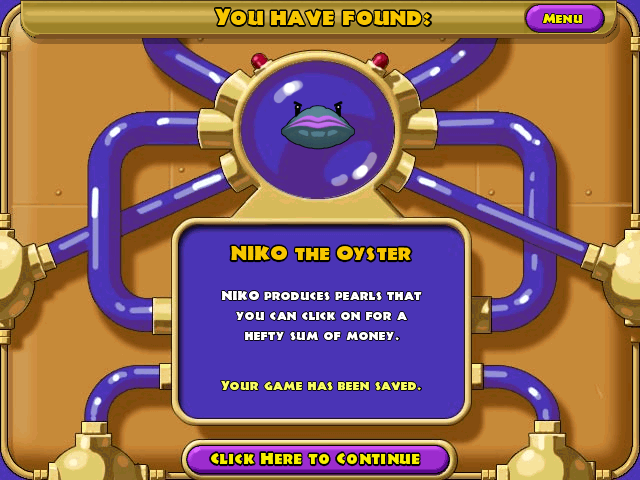 You have found:
Menu
Niko the Oyster
Niko produces pearls that
you can click on for a
hefty sum of money.
Your game has been saved.
Click Here to Continue